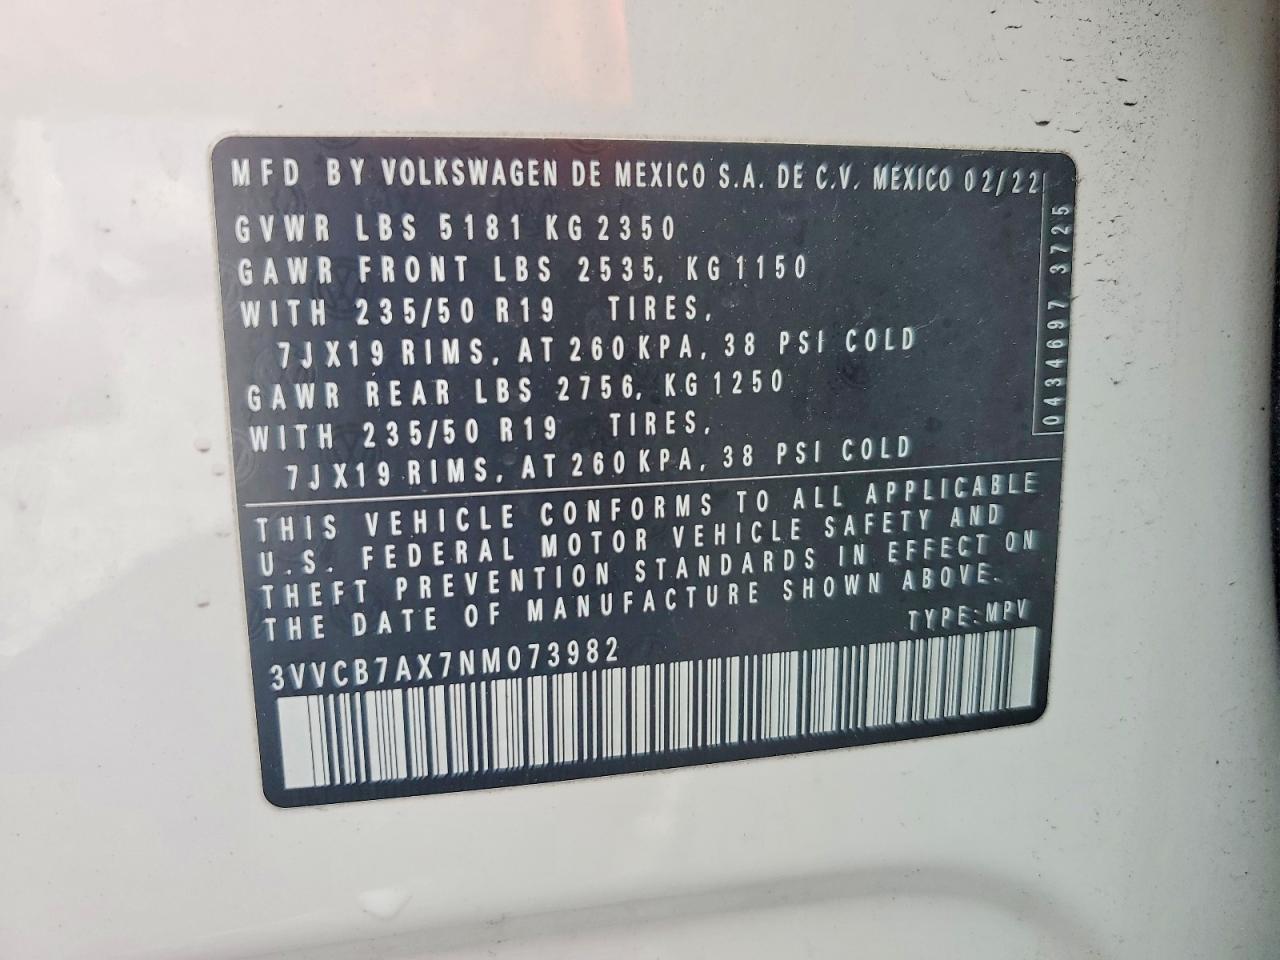 MFD BY VOLKSWAGEN DE MEXICO S.A. DE C.V. MEXICO 02/22
GVWR LBS 5181 KG 2350
GAWR FRONT LBS 2535, KG 1150
WITH 235/50 R19 TIRES,
7JX19 RIMS, AT 260 KPA, 38 PSI COLD
GAWR REAR LBS 2756, KG 1250
WITH 235/50 R19 TIRES,
7JX19 RIMS, AT 260 KPA, 38 PSI COLD
0434697 3725
THIS VEHICLE CONFORMS TO ALL APPLICABLE
U.S. FEDERAL MOTOR VEHICLE SAFETY AND
THEFT PREVENTION STANDARDS IN EFFECT ON
THE DATE OF MANUFACTURE SHOWN ABOVE.
TYPE: MPV
3VVCB7AX7NM073982